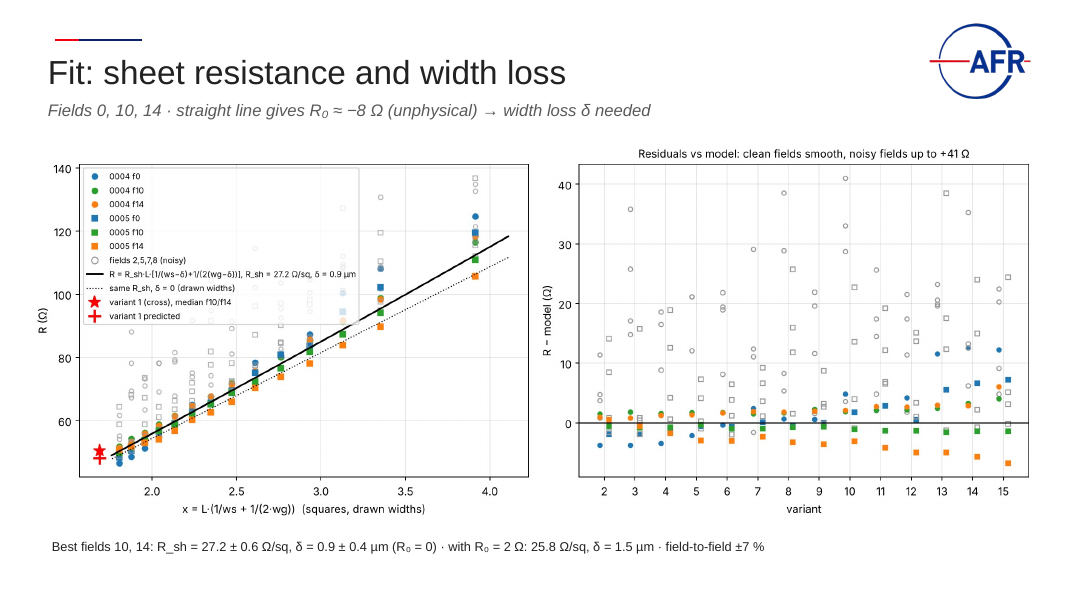 AFR
Fit: sheet resistance and width loss
Fields 0, 10, 14 · straight line gives R₀ ≈ −8 Ω (unphysical) → width loss δ needed
140
120
100
80
60
R (Ω)
0004 f0
0004 f10
0004 f14
0005 f0
0005 f10
0005 f14
fields 2,5,7,8 (noisy)
R = R_sh·L·[1/(ws−δ)+1/(2(wg−δ))], R_sh = 27.2 Ω/sq, δ = 0.9 µm
same R_sh, δ = 0 (drawn widths)
variant 1 (cross), median f10/f14
variant 1 predicted
2.0 2.5 3.0 3.5 4.0
x = L·(1/ws + 1/(2·wg)) (squares, drawn widths)
Residuals vs model: clean fields smooth, noisy fields up to +41 Ω
40
30
20
10
0
R − model (Ω)
2 3 4 5 6 7 8 9 10 11 12 13 14 15
variant
Best fields 10, 14: R_sh = 27.2 ± 0.6 Ω/sq, δ = 0.9 ± 0.4 µm (R₀ = 0) · with R₀ = 2 Ω: 25.8 Ω/sq, δ = 1.5 µm · field-to-field ±7 %